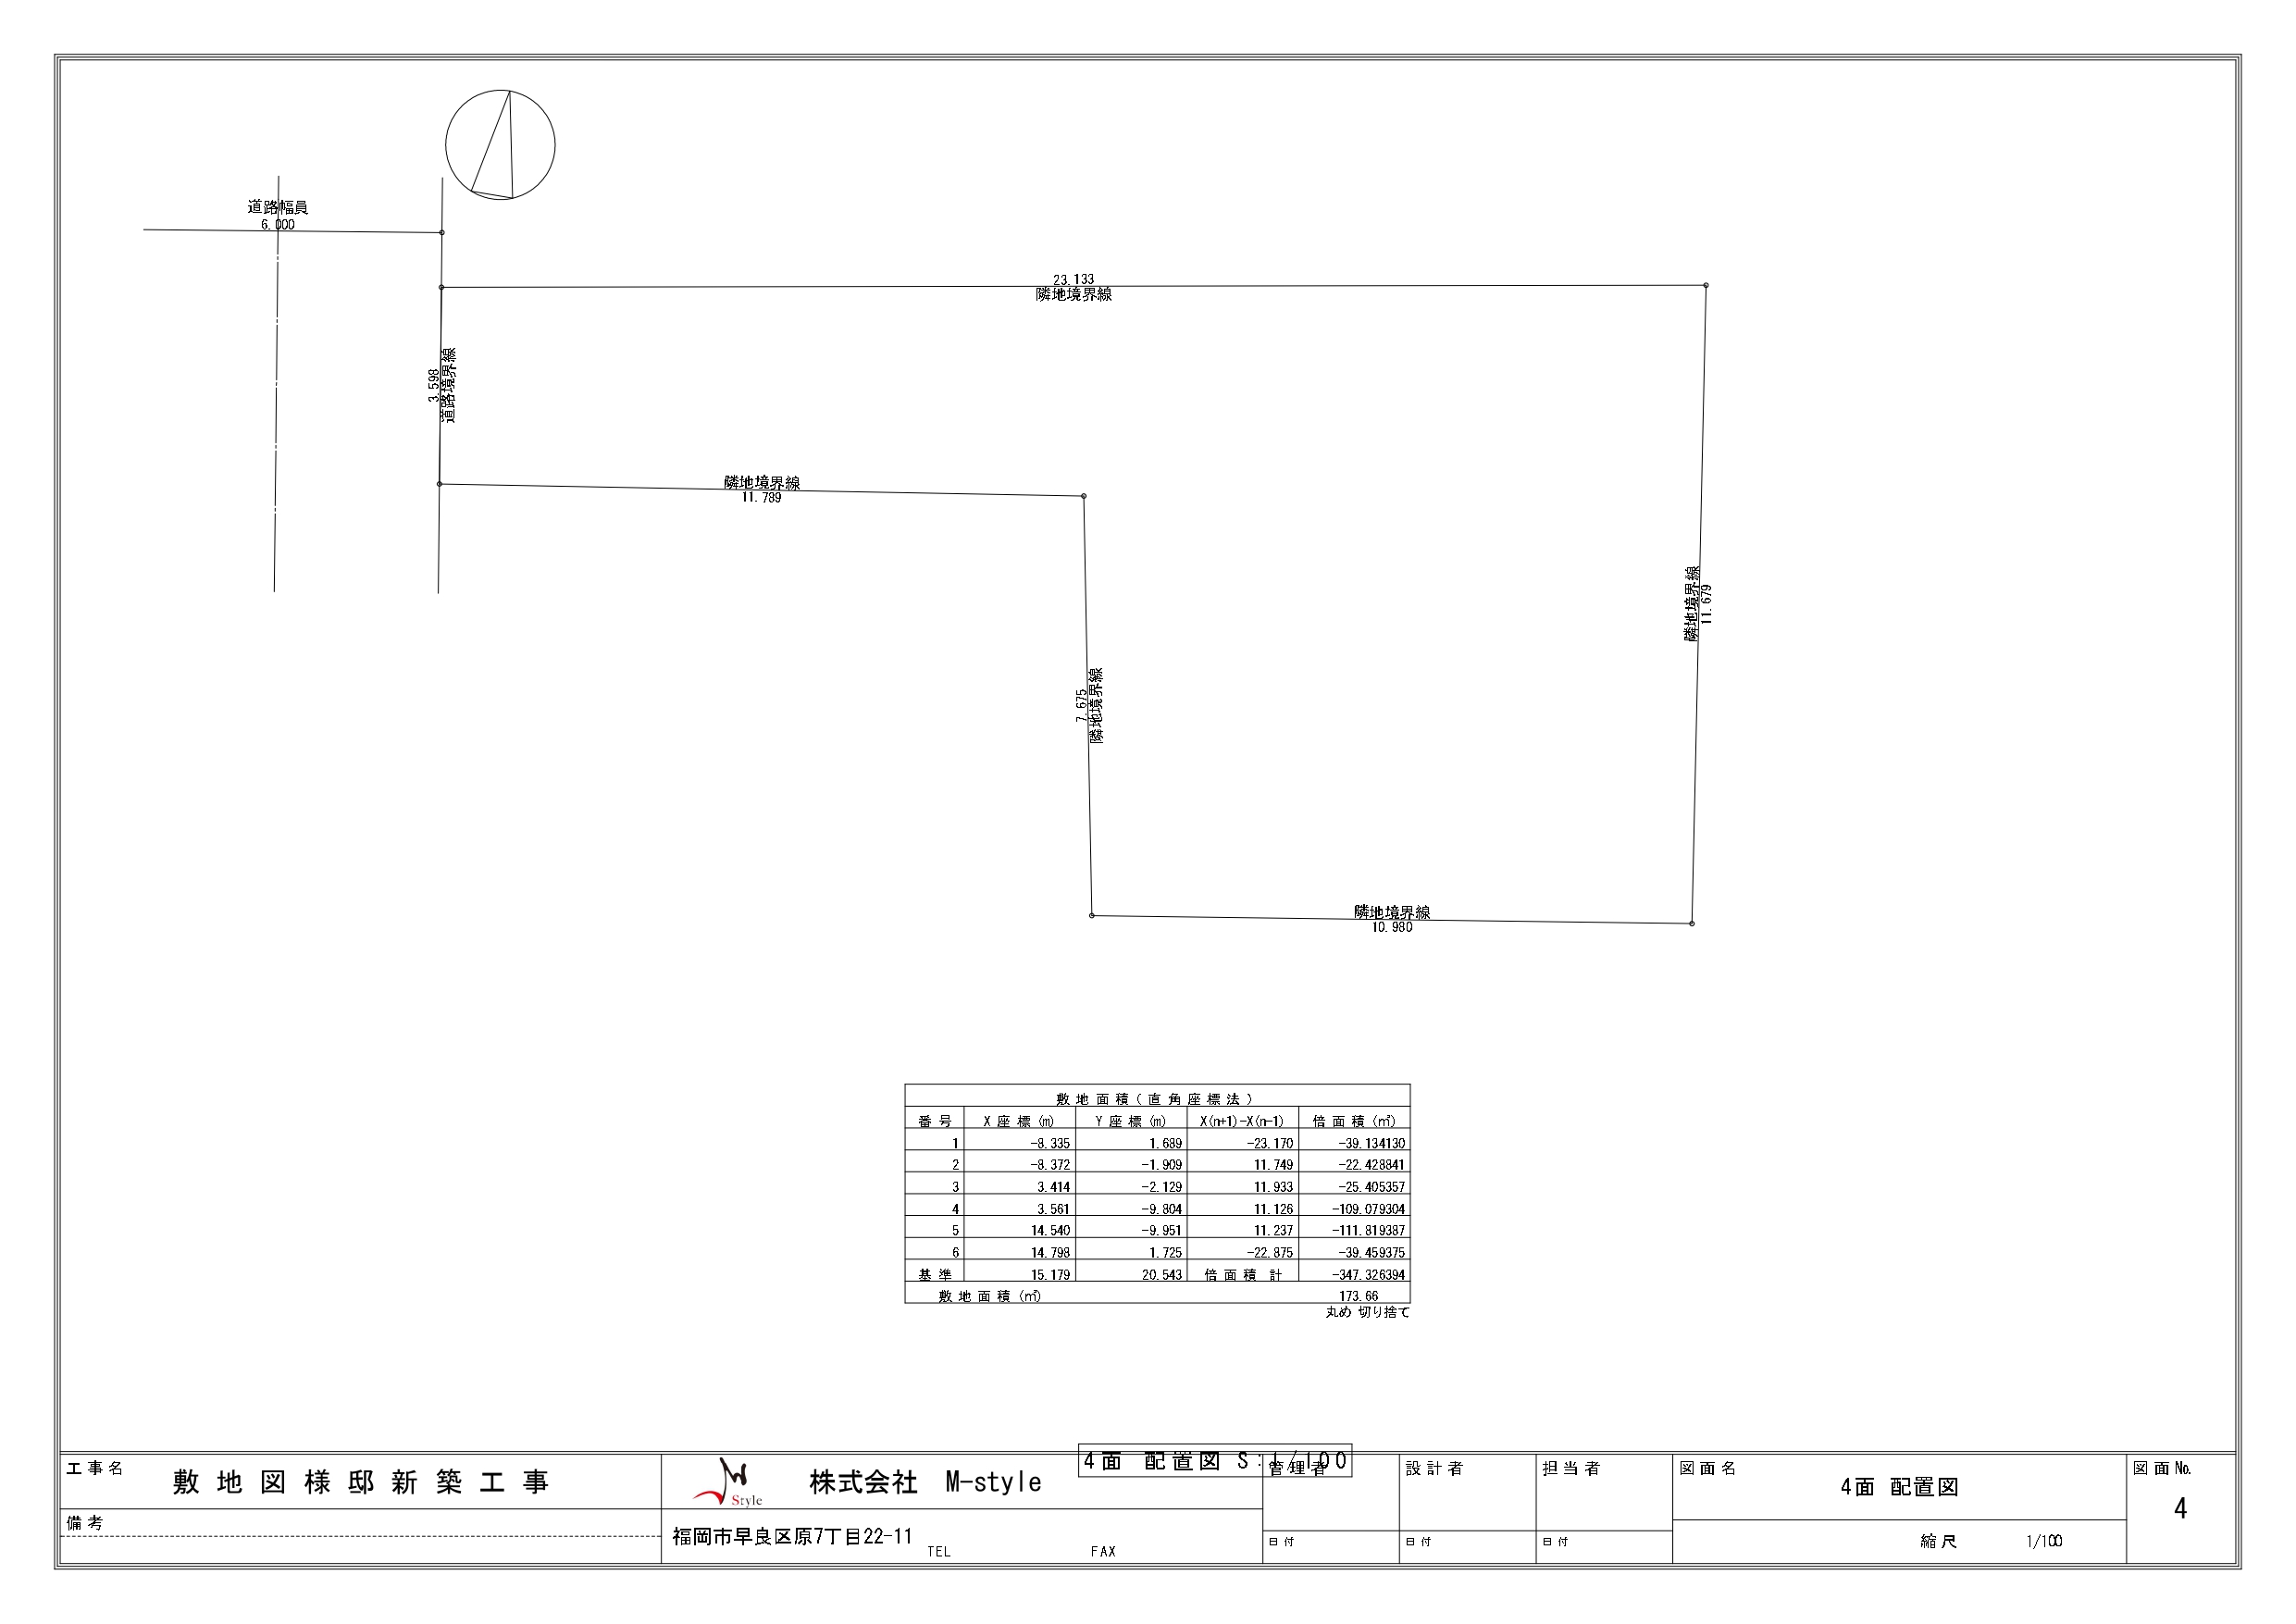 道路幅員
6.000
23.133
隣地境界線
3.598
道路境界線
隣地境界線
11.789
隣地境界線
11.679
7.675
隣地境界線
隣地境界線
10.980
敷地面積(直角座標法)
番号 X座標(m) Y座標(m) X(n+1)-X(n-1) 倍面積(㎡)
1 -8.335 1.689 -23.170 -39.134130
2 -8.372 -1.909 11.749 -22.428841
3 3.414 -2.129 11.933 -25.405357
4 3.561 -9.804 11.126 -109.079304
5 14.540 -9.951 11.237 -111.819387
6 14.798 1.725 -22.875 -39.459375
基準 15.179 20.543 倍面積 計 -347.326394
敷地面積(㎡) 173.66
丸め 切り捨て
4面 配置図 S:1/100
工事名 敷地図様邸新築工事
備考
Style
株式会社 M-style
福岡市早良区原7丁目22-11 TEL FAX
管理者 設計者 担当者
日付 日付 日付
図面名 4面 配置図
縮尺 1/100
図面No.
4